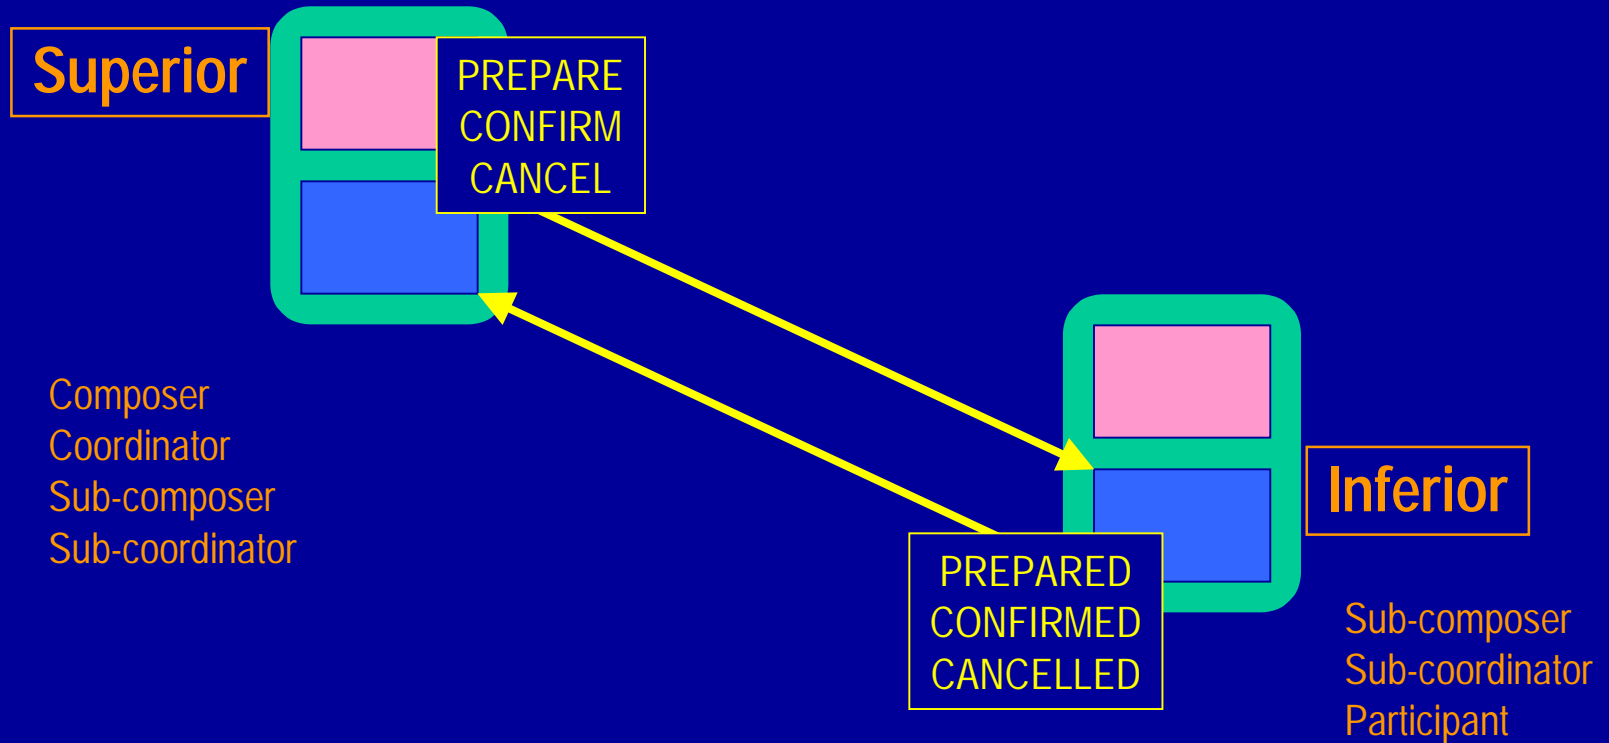 Superior
PREPARE
CONFIRM
CANCEL
Composer
Coordinator
Sub-composer
Sub-coordinator
Inferior
PREPARED
CONFIRMED
CANCELLED
Sub-composer
Sub-coordinator
Participant